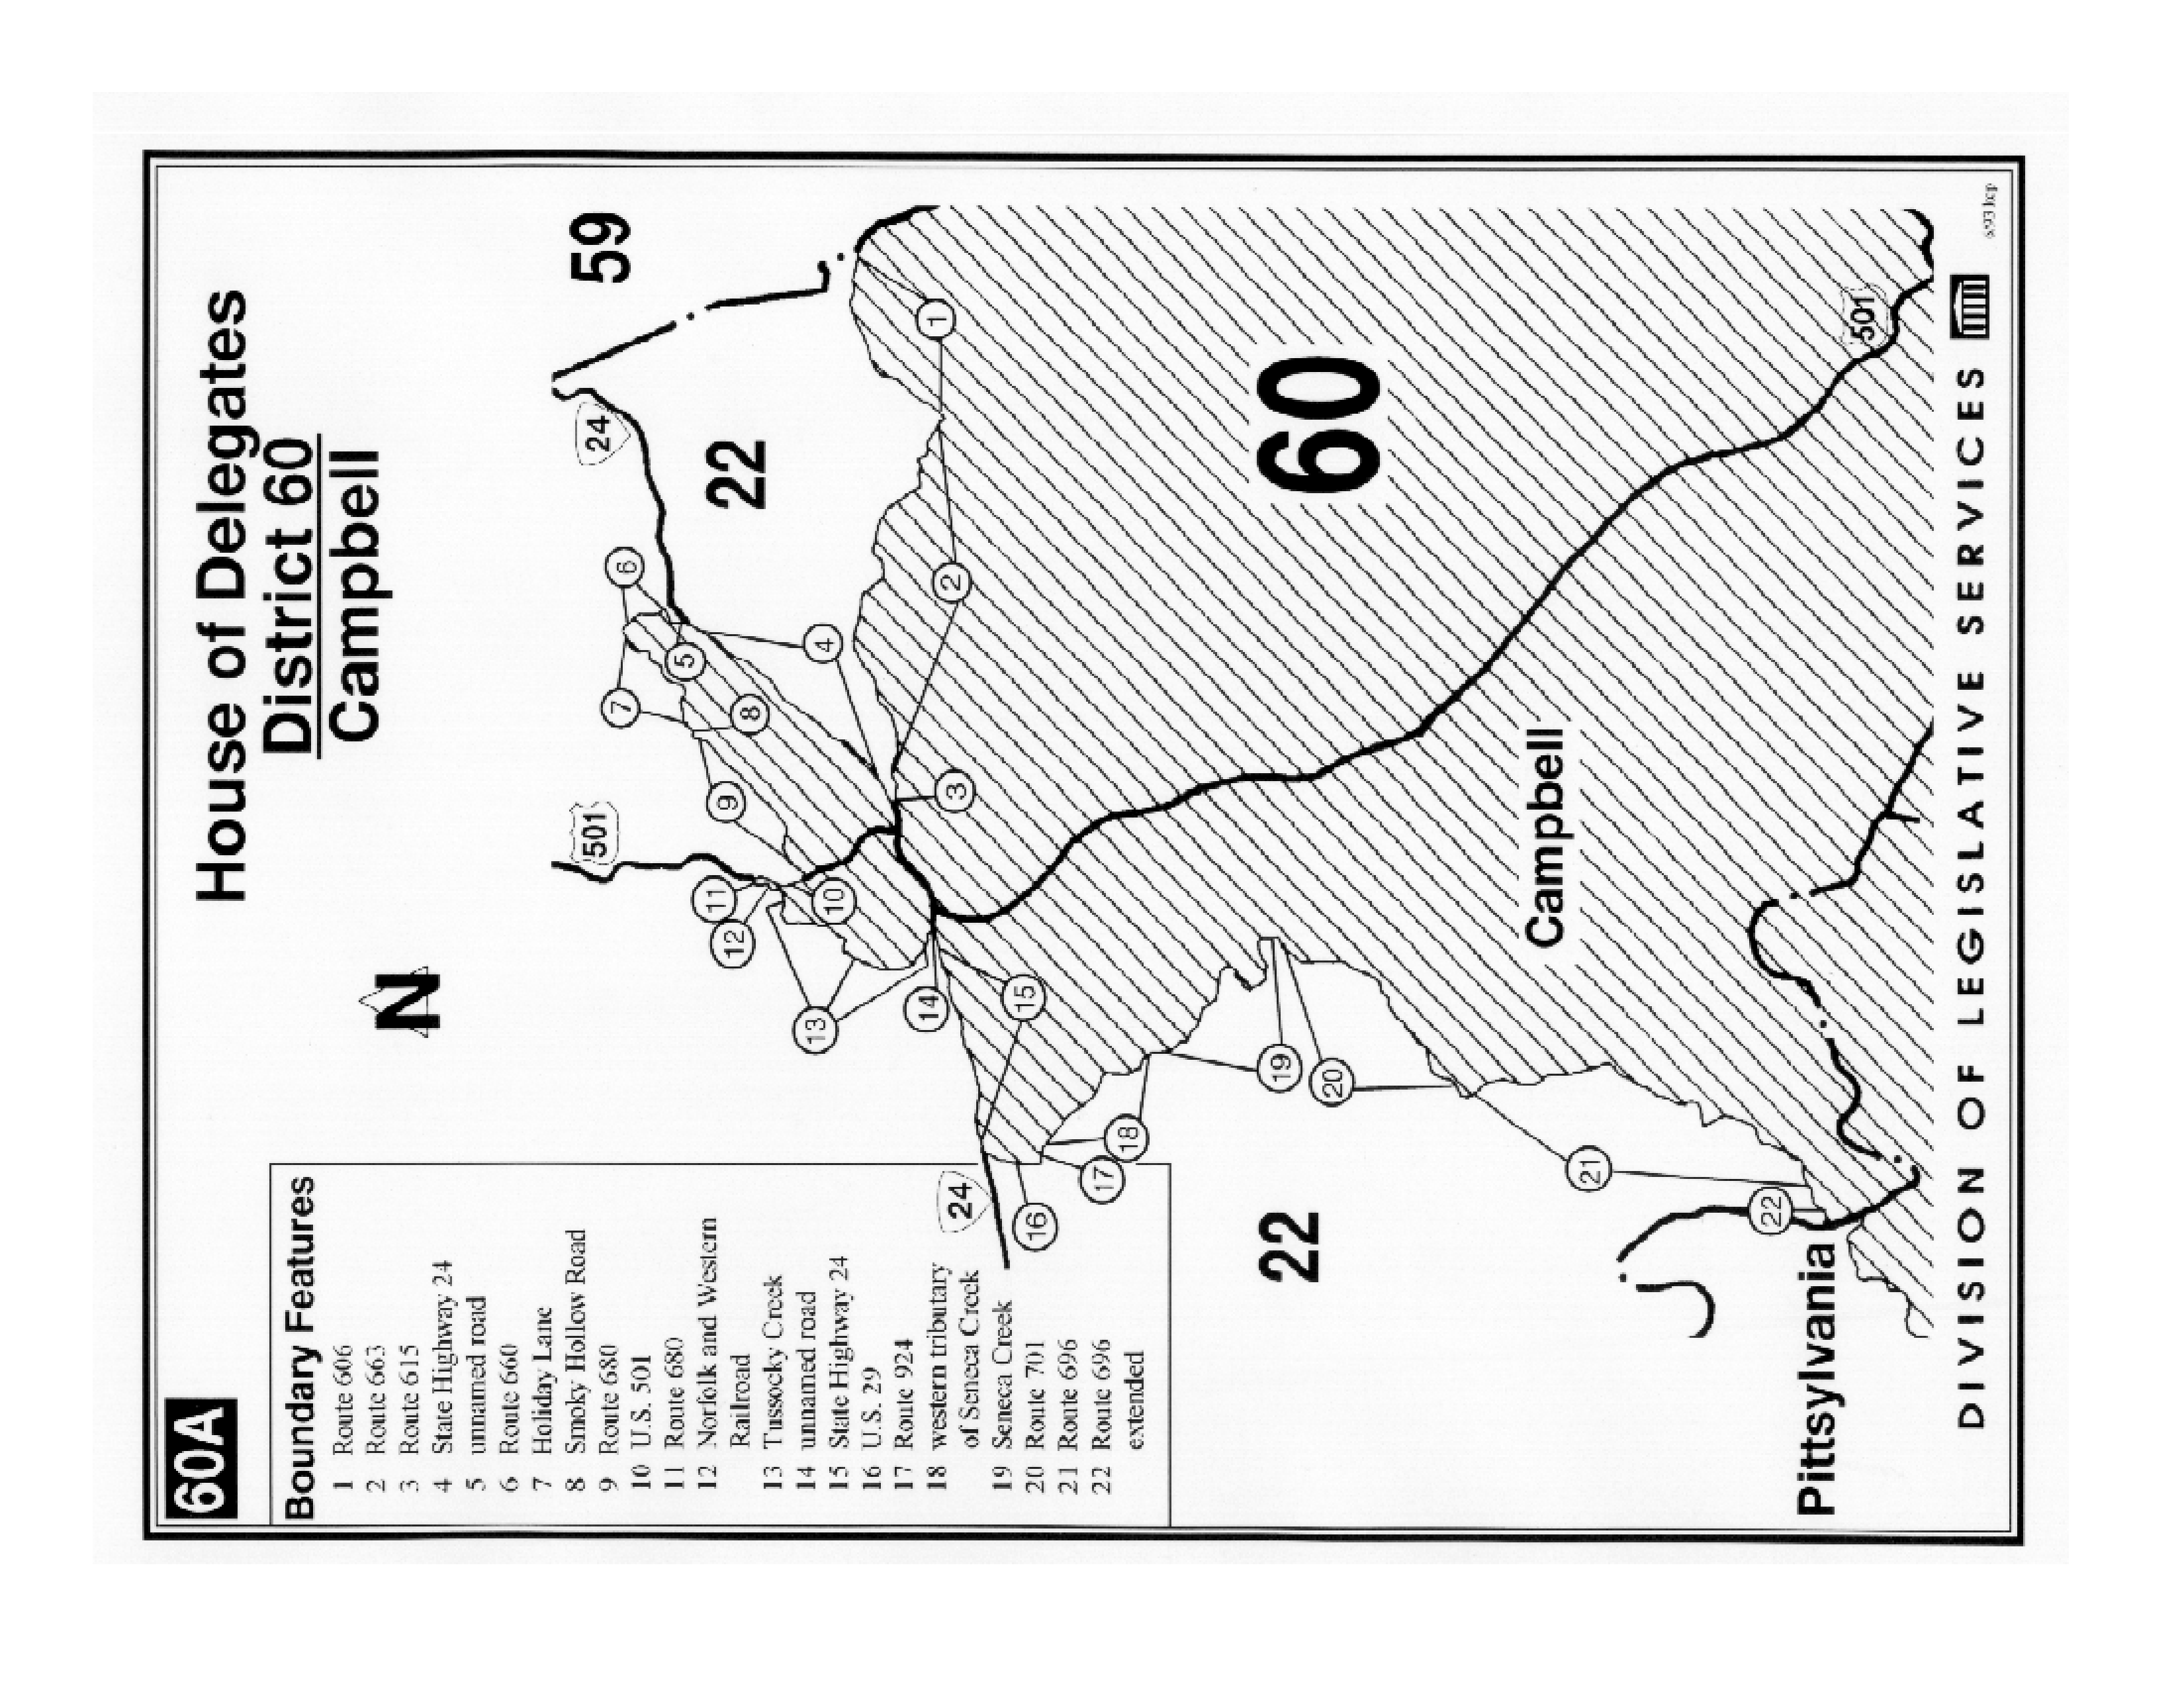 60A
House of Delegates
District 60
Campbell
Boundary Features
1 Route 606
2 Route 663
3 Route 615
4 State Highway 24
5 unnamed road
6 Route 660
7 Holiday Lane
8 Smoky Hollow Road
9 Route 680
10 U.S. 501
11 Route 680
12 Norfolk and Western
Railroad
13 Tussocky Creek
14 unnamed road
15 State Highway 24
16 U.S. 29
17 Route 924
18 western tributary
of Seneca Creek
19 Seneca Creek
20 Route 701
21 Route 696
22 Route 696
extended
N
501
24
59
22
6
7
5
4
8
9
11
12
10
13
14
3
2
1
15
24
16
17
18
19
20
60
22
21
22
Campbell
501
Pittsylvania
DIVISION OF LEGISLATIVE SERVICES